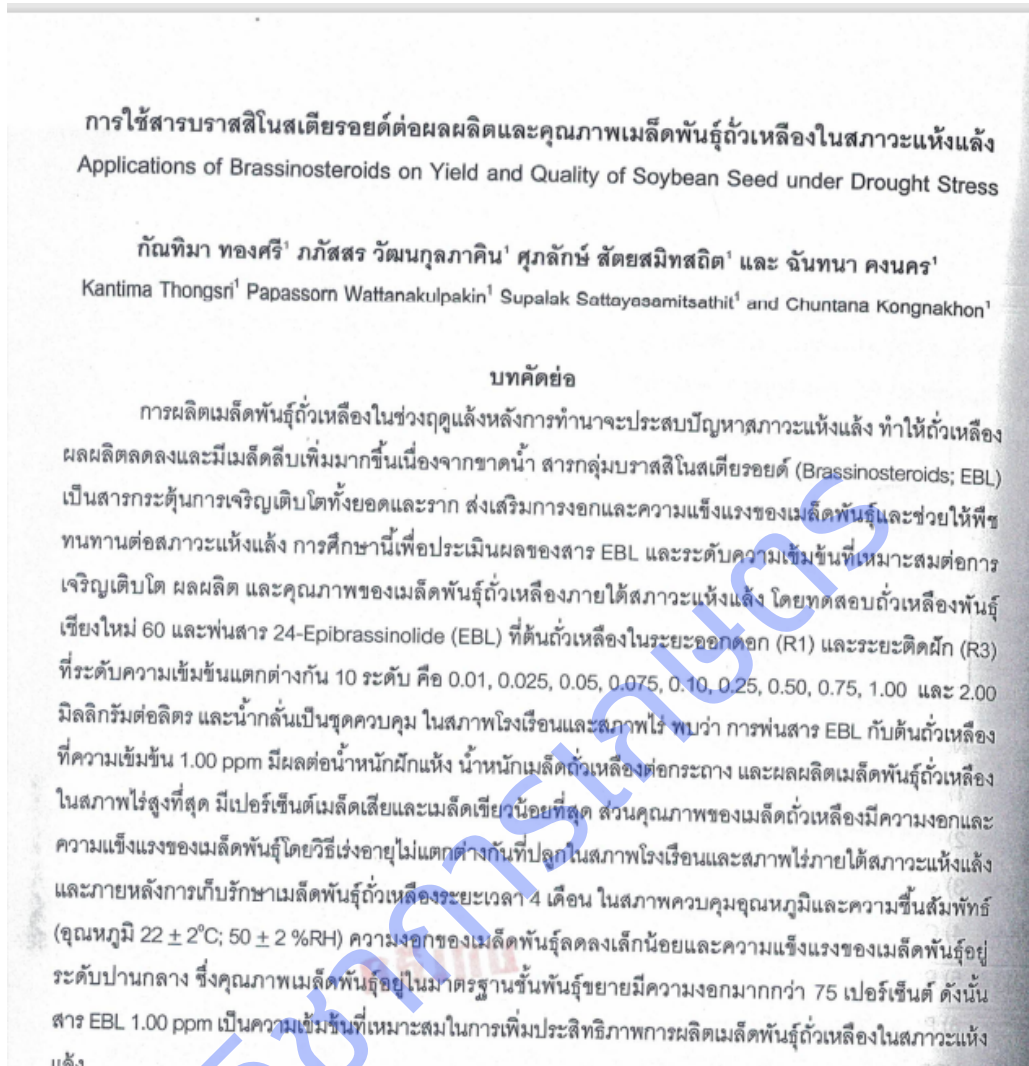 การใช้สารบราสสิโนสเตียรอยด์ต่อผลผลิตและคุณภาพเมล็ดพันธุ์ถั่วเหลืองในสภาวะแห้งแล้ง
Applications of Brassinosteroids on Yield and Quality of Soybean Seed under Drought Stress
กัณทิมา ทองศรี¹ ภภัสสร วัฒนกุลภาคิน¹ ศุภลักษ์ สัตยสมิทสถิต¹ และ ฉันทนา คงนคร¹
Kantima Thongsri¹ Papassorn Wattanakulpakin¹ Supalak Sattayasamitsathit¹ and Chuntana Kongnakhon¹
บทคัดย่อ
การผลิตเมล็ดพันธุ์ถั่วเหลืองในช่วงฤดูแล้งหลังการทำนาจะประสบปัญหาสภาวะแห้งแล้ง ทำให้ถั่วเหลือง
ผลผลิตลดลงและมีเมล็ดลีบเพิ่มมากขึ้นเนื่องจากขาดน้ำ สารกลุ่มบราสสิโนสเตียรอยด์ (Brassinosteroids; EBL)
เป็นสารกระตุ้นการเจริญเติบโตทั้งยอดและราก ส่งเสริมการงอกและความแข็งแรงของเมล็ดพันธุ์และช่วยให้พืช
ทนทานต่อสภาวะแห้งแล้ง การศึกษานี้เพื่อประเมินผลของสาร EBL และระดับความเข้มข้นที่เหมาะสมต่อการ
เจริญเติบโต ผลผลิต และคุณภาพของเมล็ดพันธุ์ถั่วเหลืองภายใต้สภาวะแห้งแล้ง โดยทดสอบถั่วเหลืองพันธุ์
เชียงใหม่ 60 และพ่นสาร 24-Epibrassinolide (EBL) ที่ต้นถั่วเหลืองในระยะออกดอก (R1) และระยะติดฝัก (R3)
ที่ระดับความเข้มข้นแตกต่างกัน 10 ระดับ คือ 0.01, 0.025, 0.05, 0.075, 0.10, 0.25, 0.50, 0.75, 1.00 และ 2.00
มิลลิกรัมต่อลิตร และน้ำกลั่นเป็นชุดควบคุม ในสภาพโรงเรือนและสภาพไร่ พบว่า การพ่นสาร EBL กับต้นถั่วเหลือง
ที่ความเข้มข้น 1.00 ppm มีผลต่อน้ำหนักฝักแห้ง น้ำหนักเมล็ดถั่วเหลืองต่อกระถาง และผลผลิตเมล็ดพันธุ์ถั่วเหลือง
ในสภาพไร่สูงที่สุด มีเปอร์เซ็นต์เมล็ดเสียและเมล็ดเขียวน้อยที่สุด ส่วนคุณภาพของเมล็ดถั่วเหลืองมีความงอกและ
ความแข็งแรงของเมล็ดพันธุ์โดยวิธีเร่งอายุไม่แตกต่างกันที่ปลูกในสภาพโรงเรือนและสภาพไร่ภายใต้สภาวะแห้งแล้ง
และภายหลังการเก็บรักษาเมล็ดพันธุ์ถั่วเหลืองระยะเวลา 4 เดือน ในสภาพควบคุมอุณหภูมิและความชื้นสัมพัทธ์
(อุณหภูมิ 22 ± 2°C; 50 ± 2 %RH) ความงอกของเมล็ดพันธุ์ลดลงเล็กน้อยและความแข็งแรงของเมล็ดพันธุ์อยู่
ระดับปานกลาง ซึ่งคุณภาพเมล็ดพันธุ์อยู่ในมาตรฐานชั้นพันธุ์ขยายมีความงอกมากกว่า 75 เปอร์เซ็นต์ ดังนั้น
สาร EBL 1.00 ppm เป็นความเข้มข้นที่เหมาะสมในการเพิ่มประสิทธิภาพการผลิตเมล็ดพันธุ์ถั่วเหลืองในสภาวะแห้ง
แล้ง